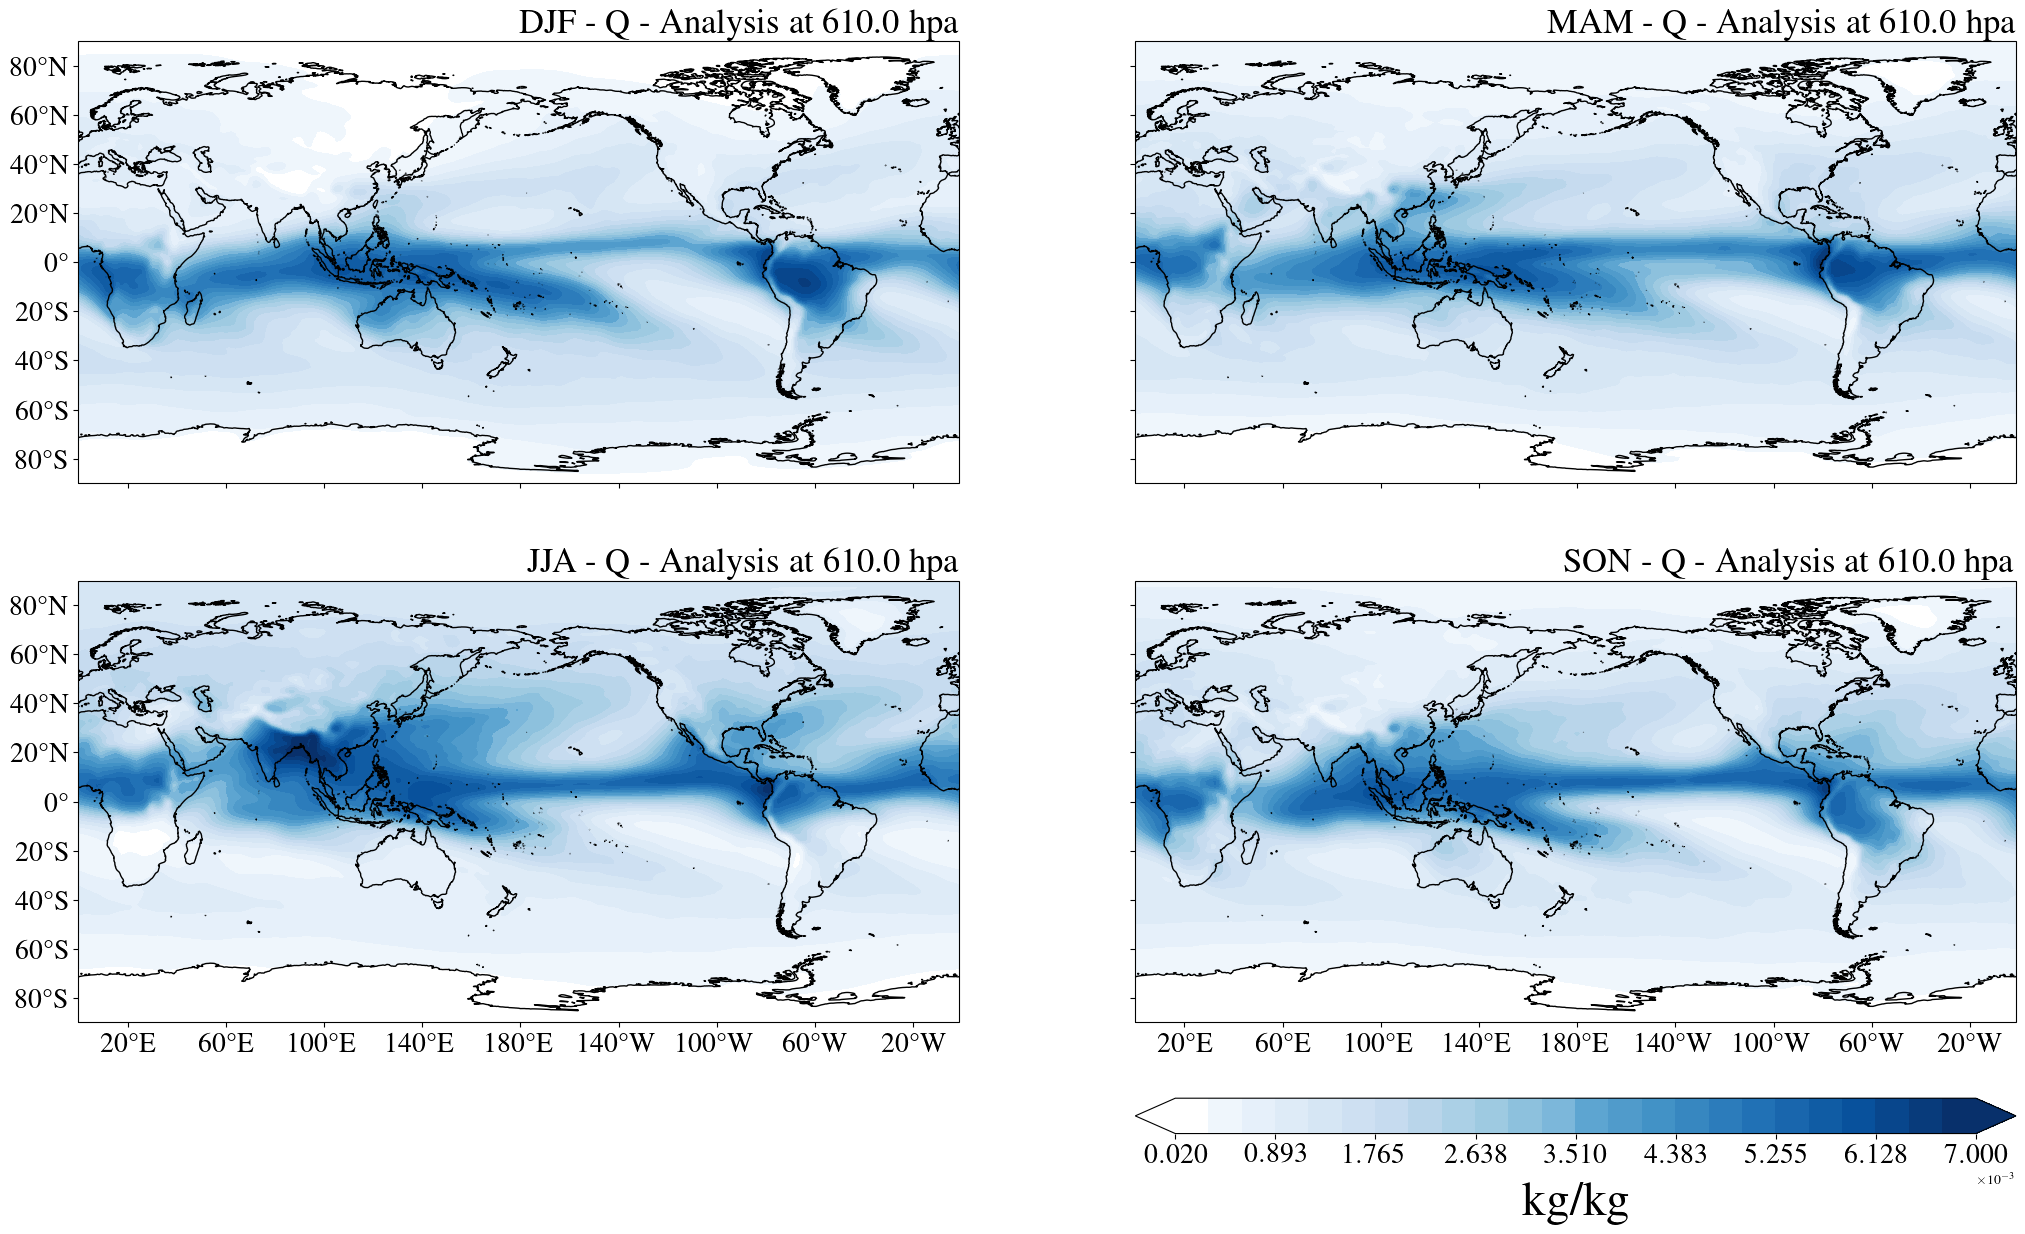 DJF - Q - Analysis at 610.0 hpa
MAM - Q - Analysis at 610.0 hpa
80°N
60°N
40°N
20°N
0°
20°S
40°S
60°S
80°S
JJA - Q - Analysis at 610.0 hpa
SON - Q - Analysis at 610.0 hpa
80°N
60°N
40°N
20°N
0°
20°S
40°S
60°S
80°S
20°E 60°E 100°E 140°E 180°E 140°W 100°W 60°W 20°W
20°E 60°E 100°E 140°E 180°E 140°W 100°W 60°W 20°W
0.020 0.893 1.765 2.638 3.510 4.383 5.255 6.128 7.000
×10⁻³
kg/kg